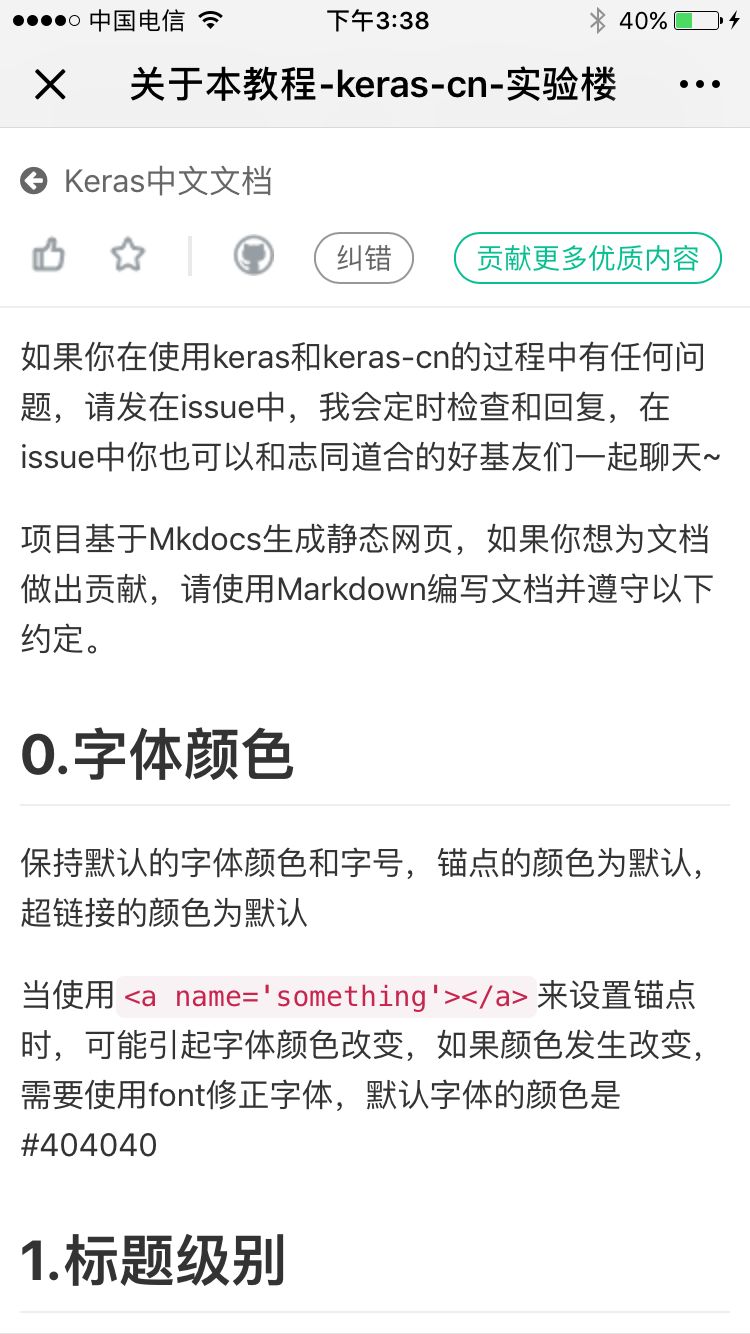 中国电信
下午3:38
40%
关于本教程-keras-cn-实验楼
Keras中文文档
纠错
贡献更多优质内容
如果你在使用keras和keras-cn的过程中有任何问
题，请发在issue中，我会定时检查和回复，在
issue中你也可以和志同道合的好基友们一起聊天~
项目基于Mkdocs生成静态网页，如果你想为文档
做出贡献，请使用Markdown编写文档并遵守以下
约定。
0.字体颜色
保持默认的字体颜色和字号，锚点的颜色为默认，
超链接的颜色为默认
当使用<a name='something'></a>来设置锚点
时，可能引起字体颜色改变，如果颜色发生改变，
需要使用font修正字体，默认字体的颜色是
#404040
1.标题级别